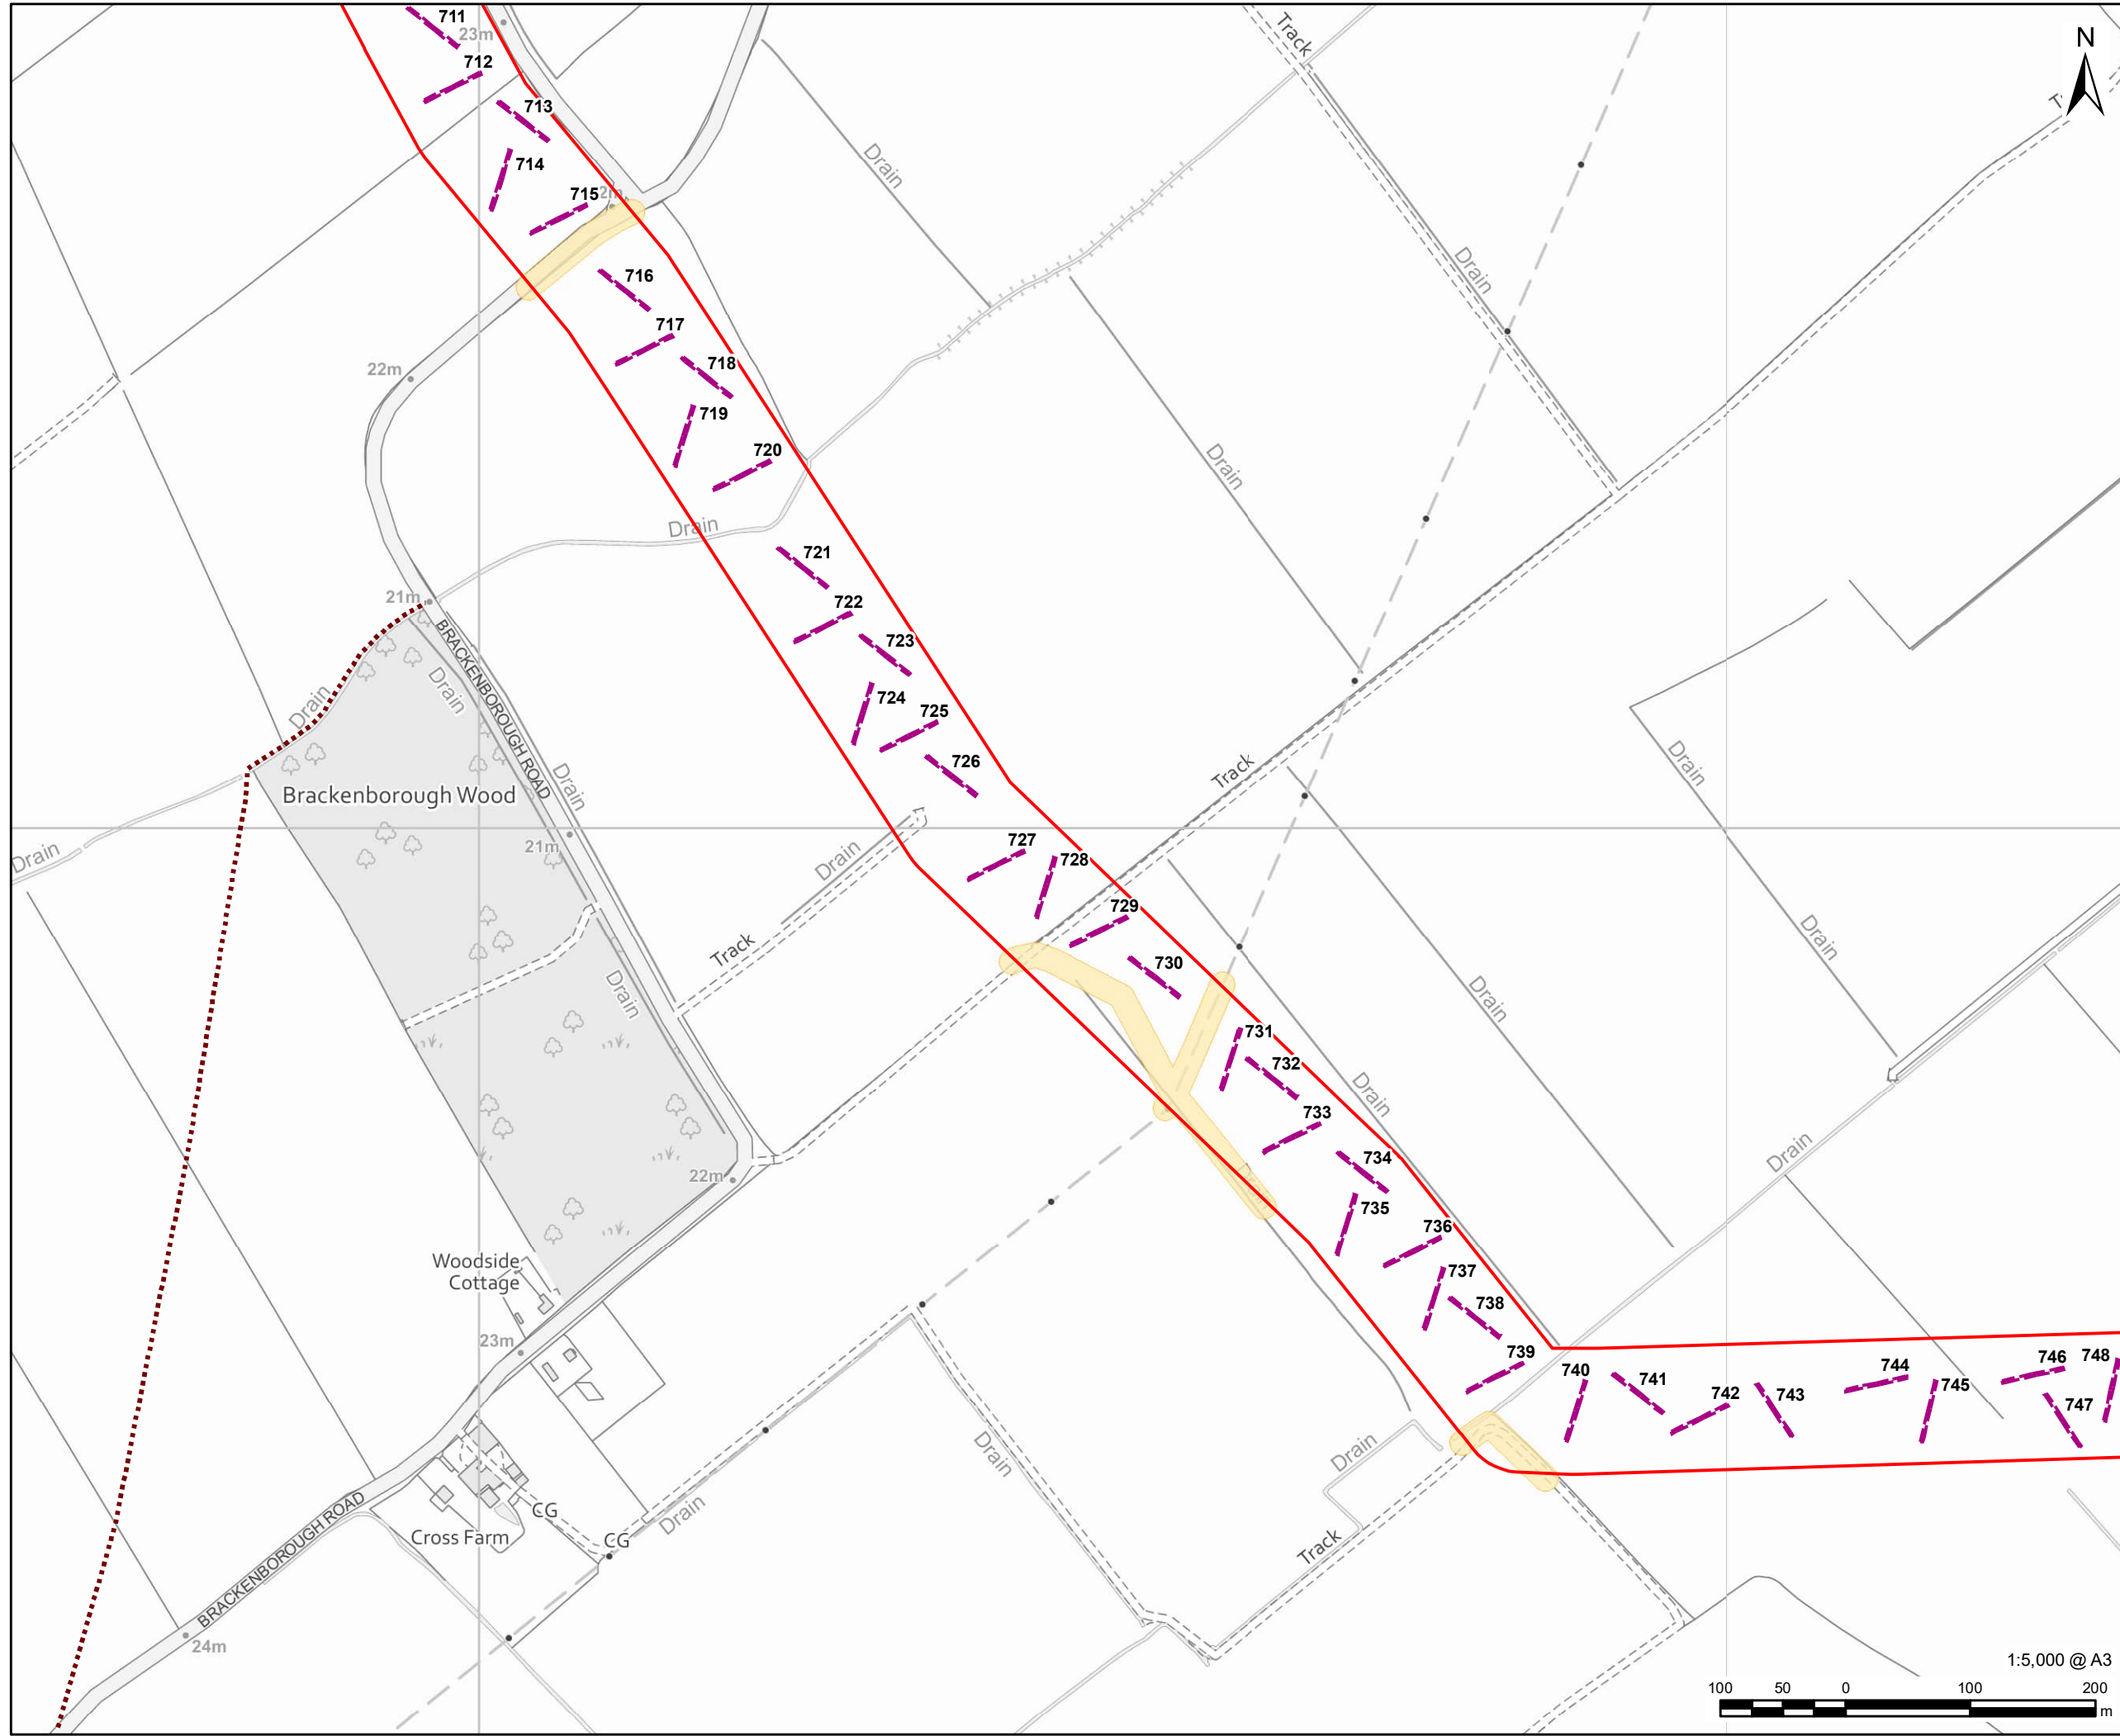 711
23m
Track
N
712
713
714
Drain
715
2m
Drain
716
717
22m
718
719
720
Drain
Drain
721
21m
722
BRACKENBOROUGH ROAD
723
Drain
Drain
724
725
726
Track
Drain
Drain
Brackenborough Wood
727
728
21m
Drain
Drain
729
Track
730
Drain
Drain
Drain
731
732
Drain
733
734
Drain
22m
735
736
Woodside
Cottage
737
738
23m
739
740
741
742
743
744
745
746
747
748
Drain
Drain
CG
Drain
CG
Cross Farm
Track
BRACKENBOROUGH ROAD
24m
1:5,000 @ A3
100 50 0 100 200
m